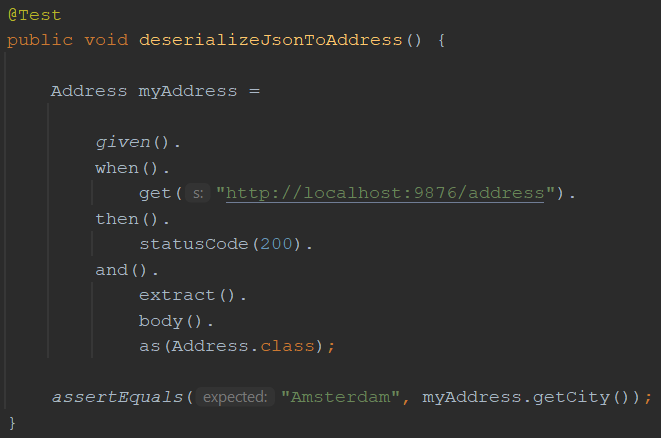 @Test
public void deserializeJsonToAddress() {
Address myAddress =
given().
when().
get( s: "http://localhost:9876/address").
then().
statusCode(200).
and().
extract().
body().
as(Address.class);
assertEquals( expected: "Amsterdam", myAddress.getCity());
}